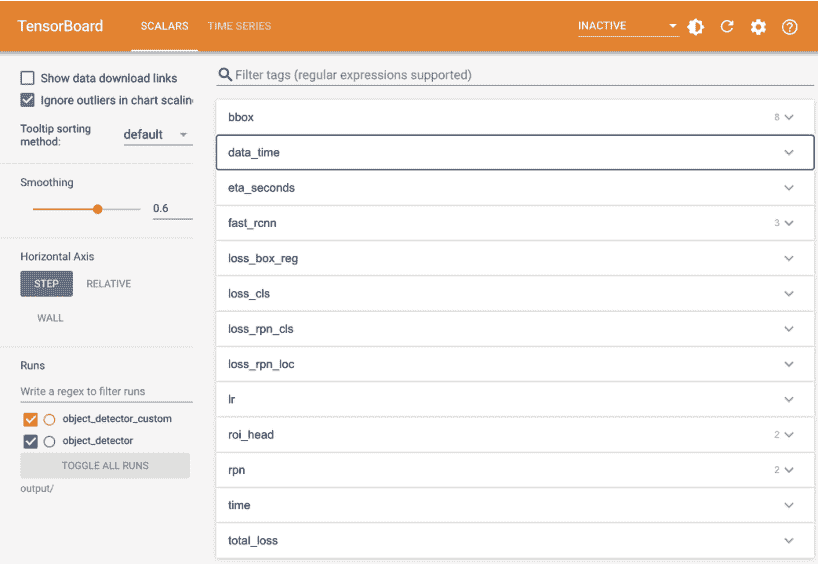 TensorBoard SCALARS TIME SERIES INACTIVE
Show data download links
Ignore outliers in chart scalin
Tooltip sorting
method:
default
Smoothing
0.6
Horizontal Axis
STEP RELATIVE
WALL
Runs
Write a regex to filter runs
object_detector_custom
object_detector
TOGGLE ALL RUNS
output/
Filter tags (regular expressions supported)
bbox 8
data_time
eta_seconds
fast_rcnn 3
loss_box_reg
loss_cls
loss_rpn_cls
loss_rpn_loc
lr
roi_head 2
rpn 2
time
total_loss